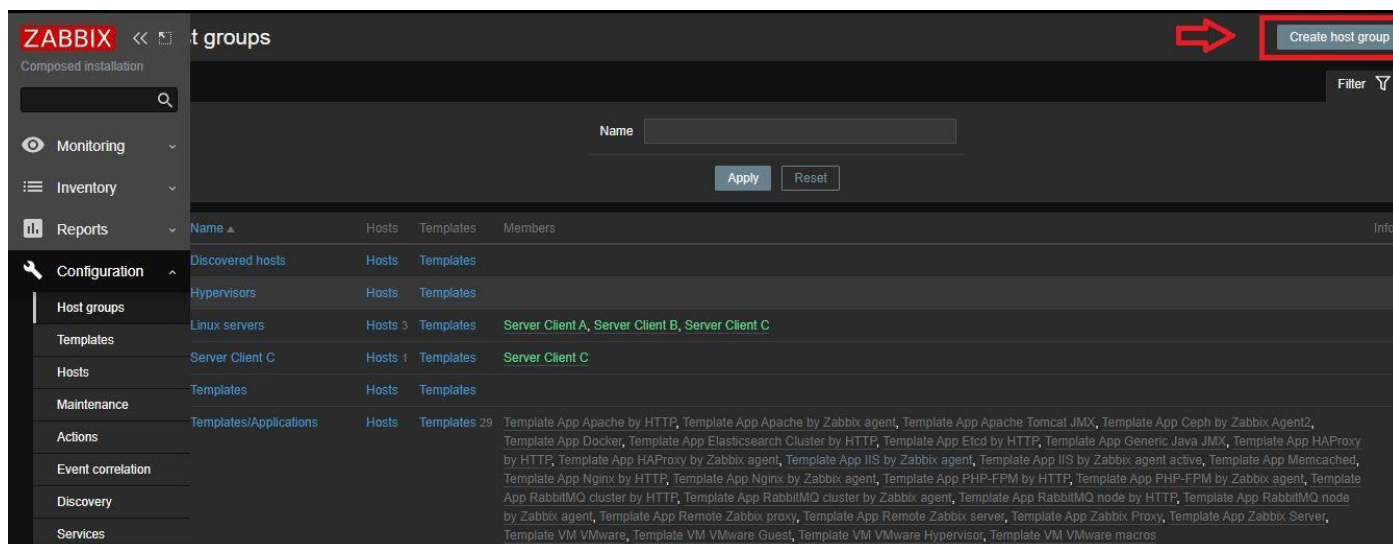 ZABBIX
t groups
Create host group
Composed installation
Filter
Name
Apply Reset
Monitoring
Inventory
Reports
Configuration
Host groups
Templates
Hosts
Maintenance
Actions
Event correlation
Discovery
Services
Name Hosts Templates Members Info
Discovered hosts Hosts Templates
Hypervisors Hosts Templates
Linux servers Hosts 3 Templates Server Client A, Server Client B, Server Client C
Server Client C Hosts 1 Templates Server Client C
Templates Hosts Templates
Templates/Applications Hosts Templates 29 Template App Apache by HTTP, Template App Apache by Zabbix agent, Template App Apache Tomcat JMX, Template App Ceph by Zabbix Agent2,
Template App Docker, Template App Elasticsearch Cluster by HTTP, Template App Etcd by HTTP, Template App Generic Java JMX, Template App HAProxy
by HTTP, Template App HAProxy by Zabbix agent, Template App IIS by Zabbix agent, Template App IIS by Zabbix agent active, Template App Memcached,
Template App Nginx by HTTP, Template App Nginx by Zabbix agent, Template App PHP-FPM by HTTP, Template App PHP-FPM by Zabbix agent, Template
App RabbitMQ cluster by HTTP, Template App RabbitMQ cluster by Zabbix agent, Template App RabbitMQ node by HTTP, Template App RabbitMQ node
by Zabbix agent, Template App Remote Zabbix proxy, Template App Remote Zabbix server, Template App Zabbix Proxy, Template App Zabbix Server,
Template VM VMware, Template VM VMware Guest, Template VM VMware Hypervisor, Template VM VMware macros